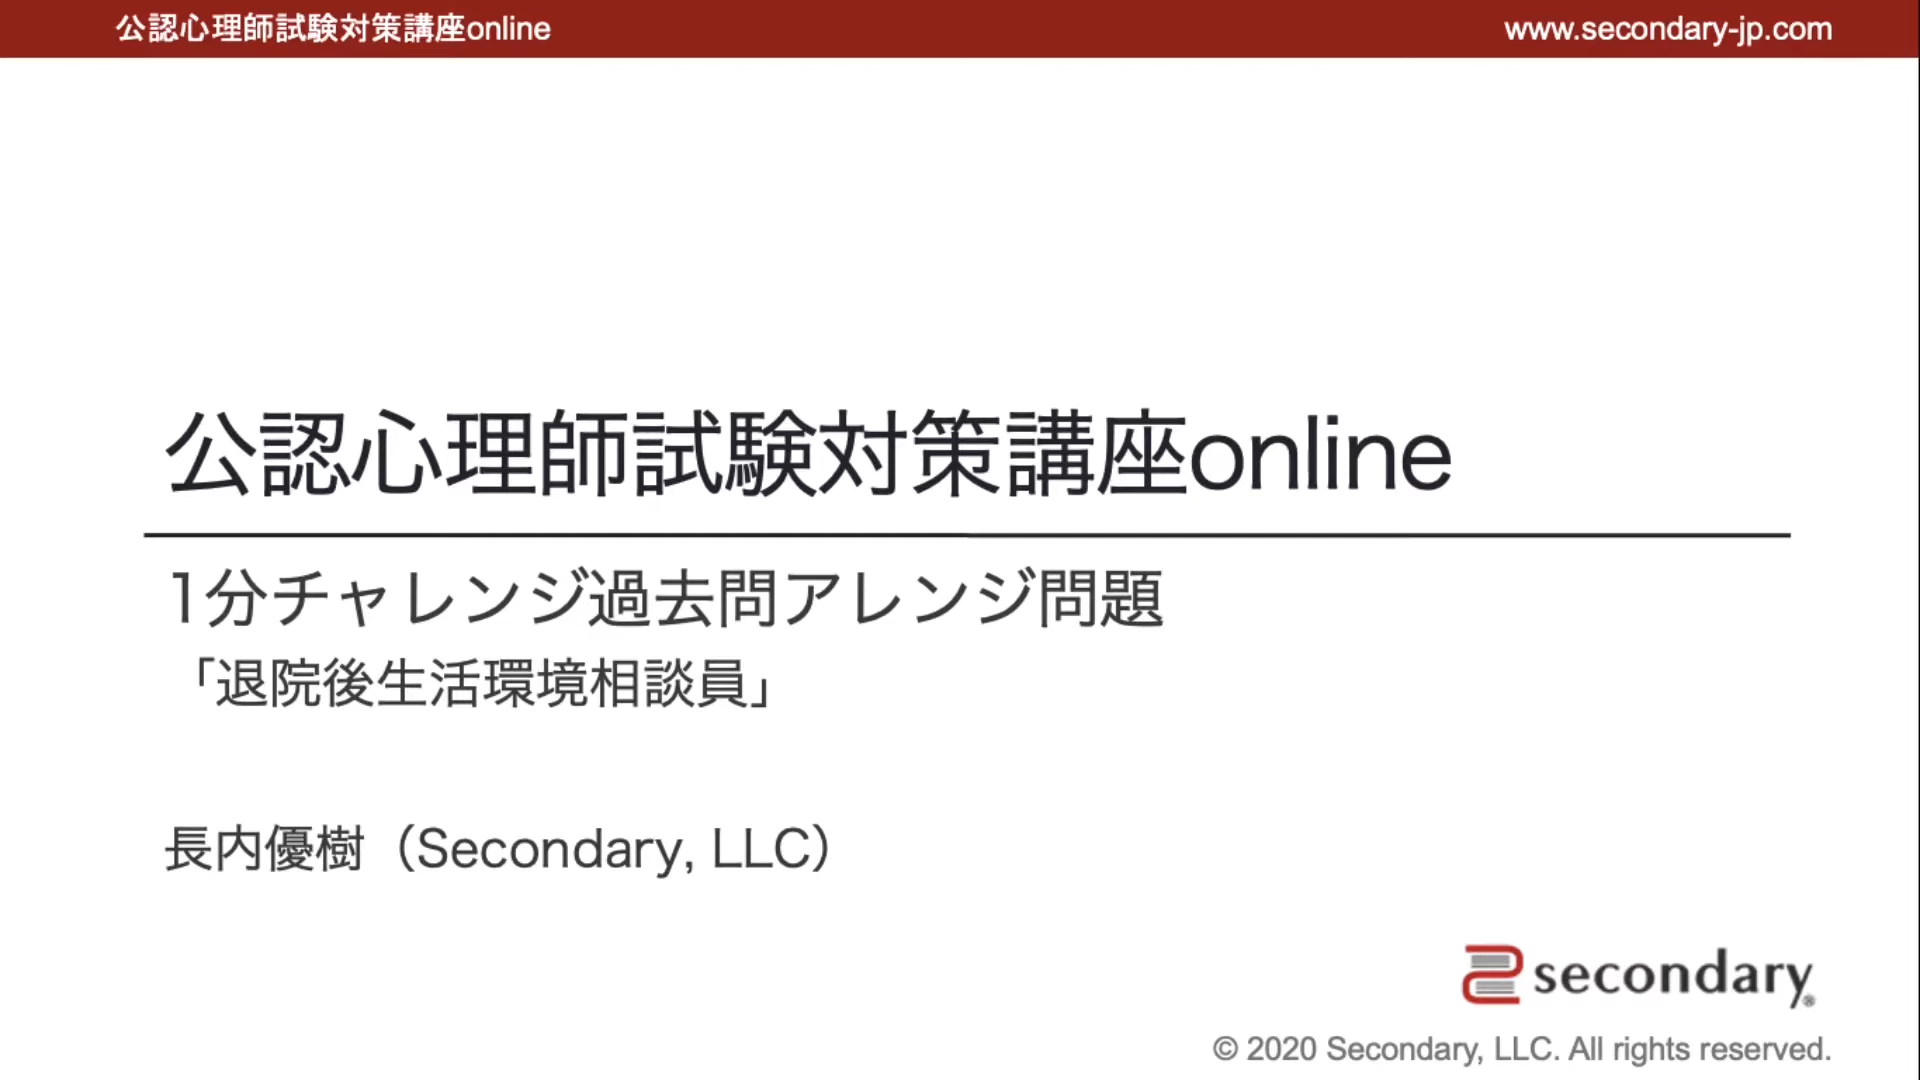 公認心理師試験対策講座online
www.secondary-jp.com
公認心理師試験対策講座online
1分チャレンジ過去問アレンジ問題
「退院後生活環境相談員」
長内優樹（Secondary, LLC）
secondary®
© 2020 Secondary, LLC. All rights reserved.